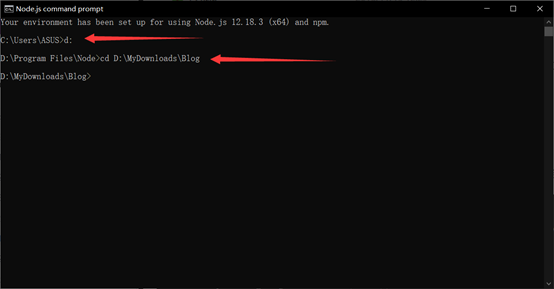 Node.js command prompt
Your environment has been set up for using Node.js 12.18.3 (x64) and npm.
C:\Users\ASUS>d:
D:\Program Files\Node>cd D:\MyDownloads\Blog
D:\MyDownloads\Blog>